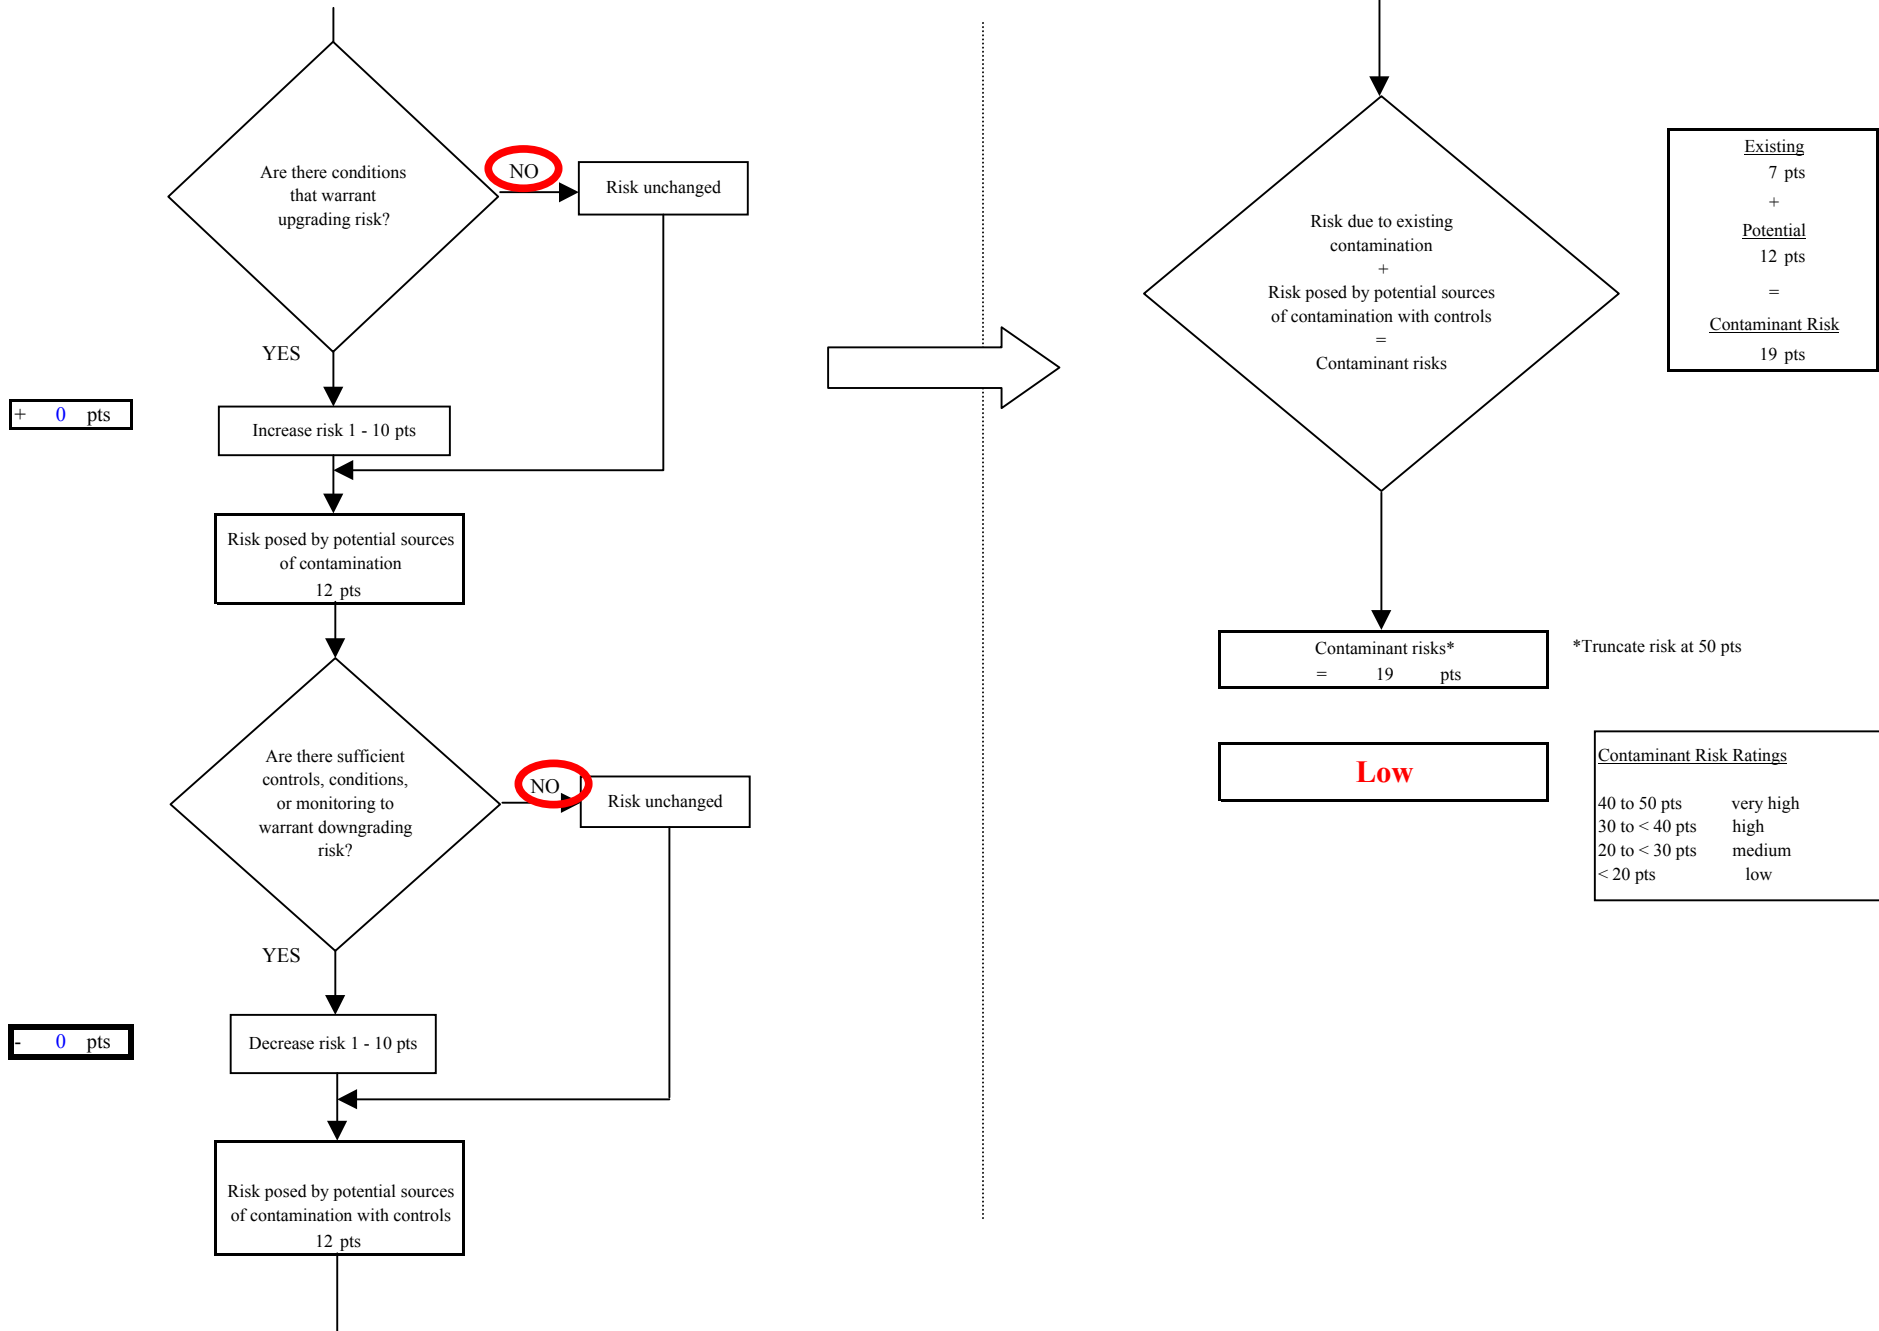 Are there conditions
that warrant
upgrading risk?
NO
Risk unchanged
YES
+ 0 pts
Increase risk 1 - 10 pts
Risk posed by potential sources
of contamination
12 pts
Are there sufficient
controls, conditions,
or monitoring to
warrant downgrading
risk?
NO
Risk unchanged
YES
- 0 pts
Decrease risk 1 - 10 pts
Risk posed by potential sources
of contamination with controls
12 pts
Risk due to existing
contamination
+
Risk posed by potential sources
of contamination with controls
=
Contaminant risks
Existing
7 pts
+
Potential
12 pts
=
Contaminant Risk
19 pts
Contaminant risks*
= 19 pts
*Truncate risk at 50 pts
Low
Contaminant Risk Ratings
40 to 50 pts very high
30 to < 40 pts high
20 to < 30 pts medium
< 20 pts low